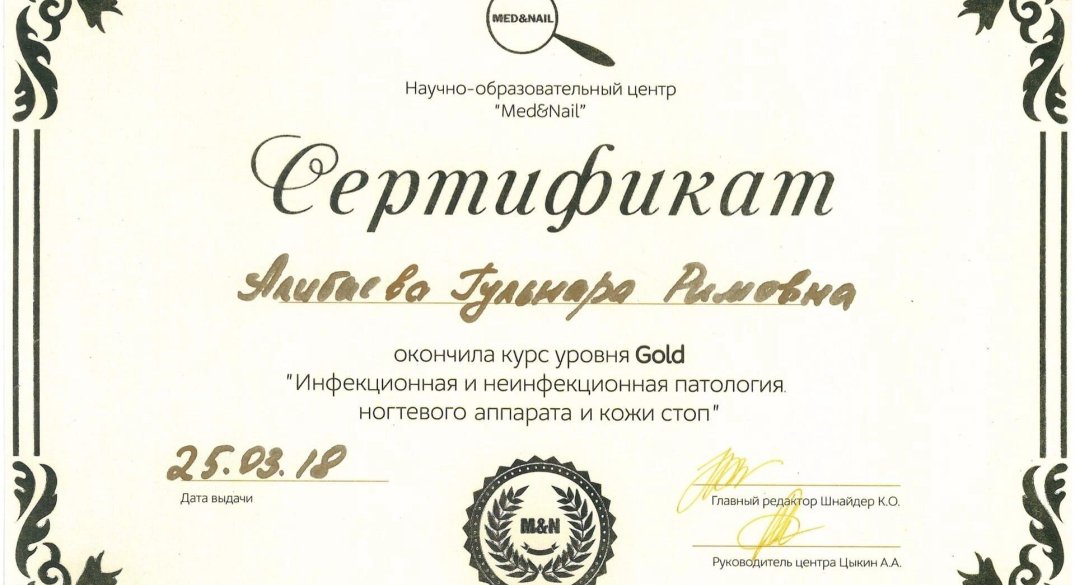 MED&NAIL
Научно-образовательный центр
"Med&Nail"
Сертификат
Алибаева Гульнара Римовна
окончила курс уровня Gold
"Инфекционная и неинфекционная патология
ногтевого аппарата и кожи стоп"
25.03.18
Дата выдачи
M&N
Главный редактор Шнайдер К.О.
Руководитель центра Цыкин А.А.